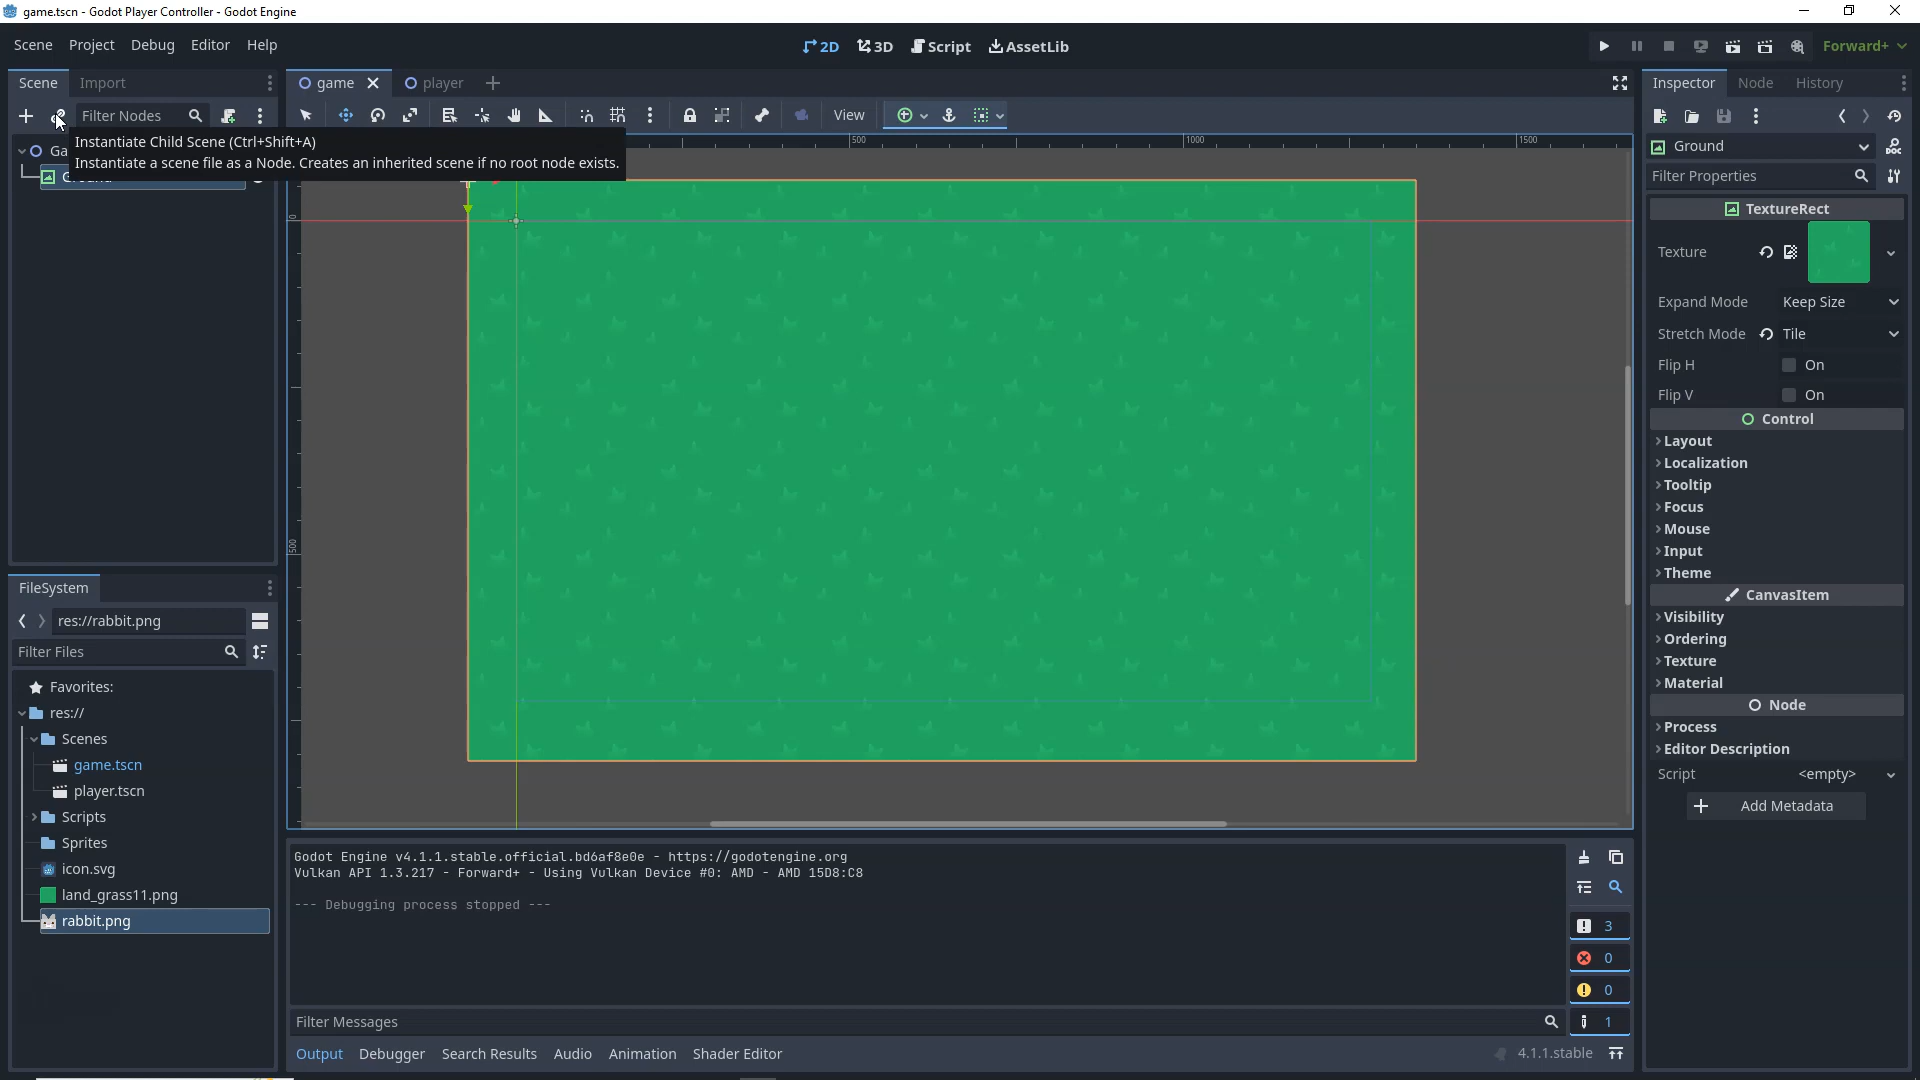 game.tscn - Godot Player Controller - Godot Engine
Scene Project Debug Editor Help
2D 3D Script AssetLib
Forward+
Scene Import
game player
Inspector Node History
Filter Nodes
View
Instantiate Child Scene (Ctrl+Shift+A)
Instantiate a scene file as a Node. Creates an inherited scene if no root node exists.
Ga
500 1000 1500
0
500
Ground
Filter Properties
TextureRect
Texture
Expand Mode Keep Size
Stretch Mode Tile
Flip H On
Flip V On
Control
Layout
Localization
Tooltip
Focus
Mouse
Input
Theme
CanvasItem
Visibility
Ordering
Texture
Material
Node
Process
Editor Description
Script <empty>
Add Metadata
FileSystem
res://rabbit.png
Filter Files
Favorites:
res://
Scenes
game.tscn
player.tscn
Scripts
Sprites
icon.svg
land_grass11.png
rabbit.png
Godot Engine v4.1.1.stable.official.bd6af8e0e - https://godotengine.org
Vulkan API 1.3.217 - Forward+ - Using Vulkan Device #0: AMD - AMD 15D8:C8
--- Debugging process stopped ---
3
0
0
1
Filter Messages
Output Debugger Search Results Audio Animation Shader Editor
4.1.1.stable